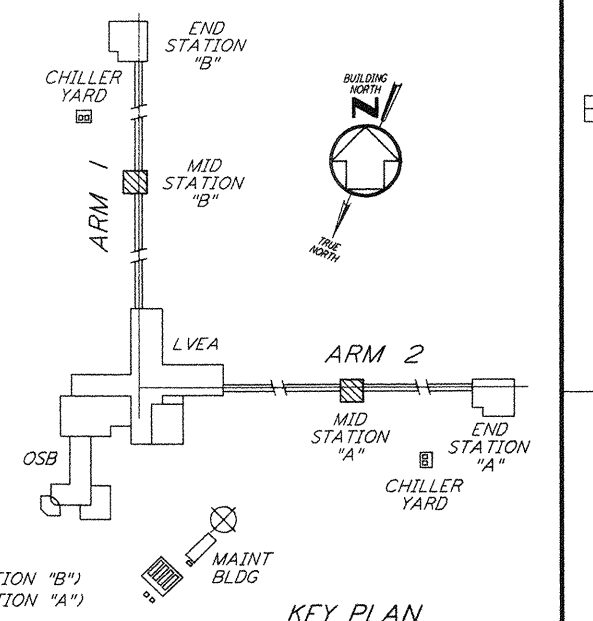 END
STATION
"B"
CHILLER
YARD
BUILDING
NORTH
N
MID
STATION
"B"
ARM 1
TRUE
NORTH
LVEA
ARM 2
MID
STATION
"A"
END
STATION
"A"
OSB
CHILLER
YARD
MAINT
BLDG
TION "B")
TION "A")
KEY PLAN